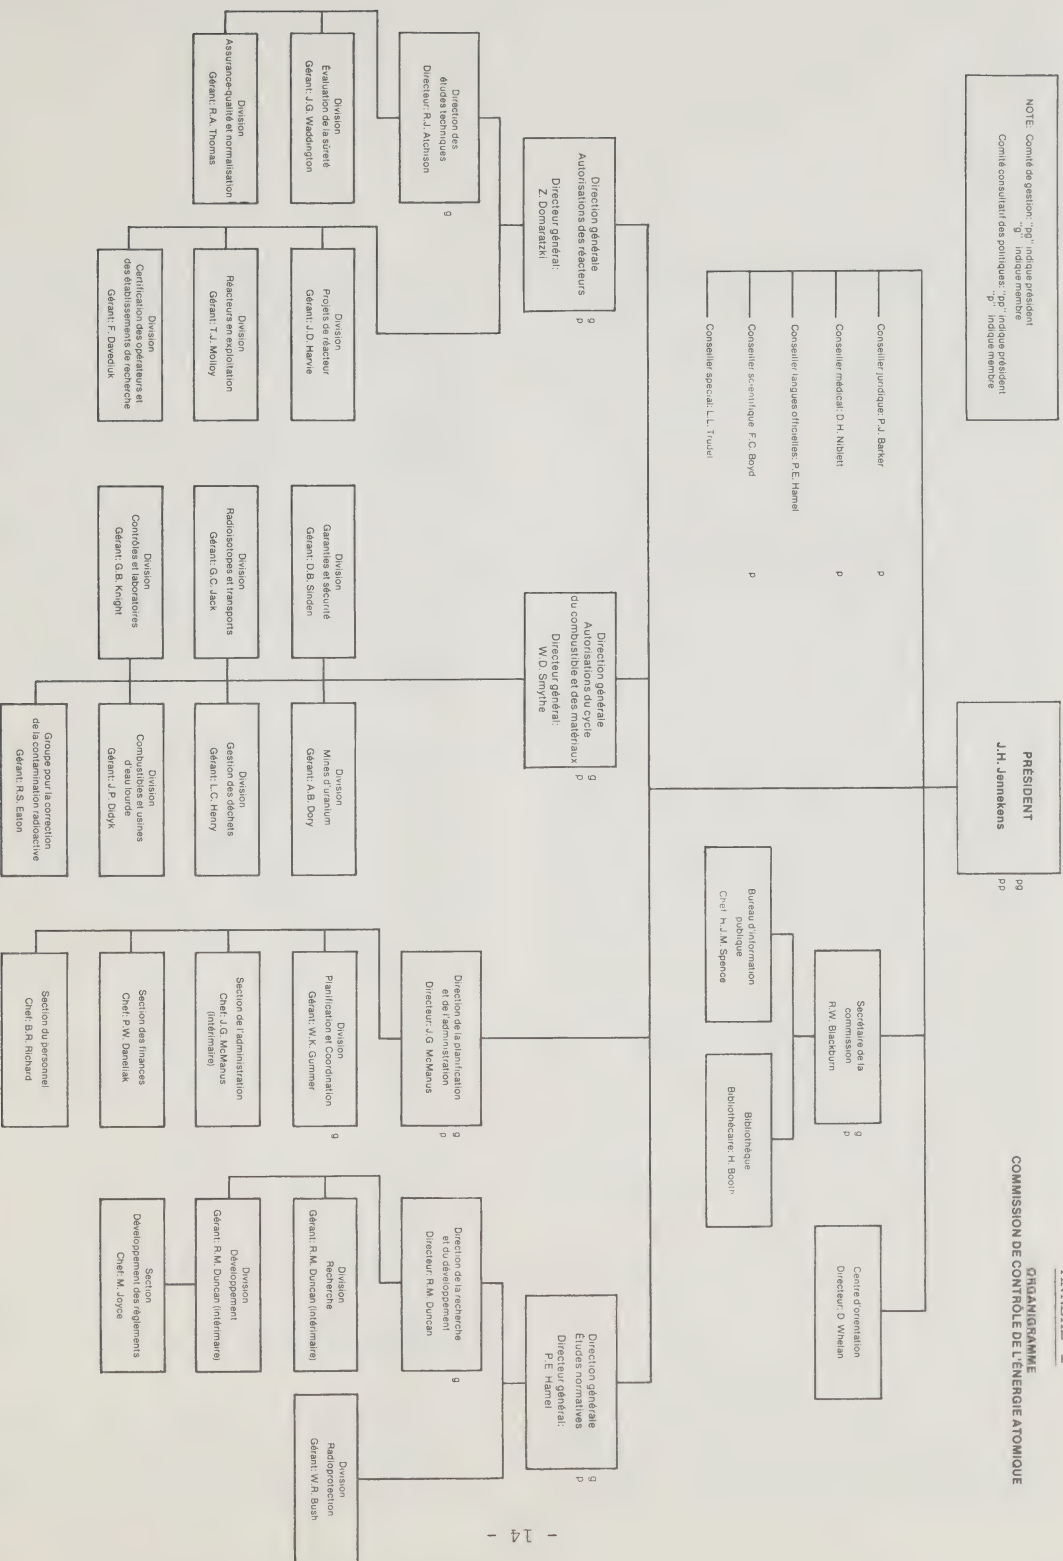 ORGANIGRAMME
COMMISSION DE CONTRÔLE DE L'ÉNERGIE ATOMIQUE
NOTE: Comité de gestion: "pg" indique président
"g" indique membre
Comité consultatif des politiques: "pp" indique président
"p" indique membre
PRÉSIDENT
J.H. Jennekens
pg
pp
Conseiller juridique: P.J. Barker
p
Conseiller médical: D.H. Niblett
p
Conseiller langues officielles: P.E. Hamel
Conseiller scientifique F.C. Boyd
p
Conseiller special: L.L. Trudel
Secrétaire de la
commission
R.W. Blackburn
g
p
Centre d'orientation
Directeur: D. Whelan
Bureau d'information
publique
Chef: H.J.M. Spence
Bibliothèque
Bibliothécaire: H. Booth
Direction générale
Autorisations des réacteurs
Directeur général:
Z. Domaratzki
g
p
Direction générale
Autorisations du cycle
du combustible et des matériaux
Directeur général:
W.D. Smythe
g
p
Direction générale
Études normatives
Directeur général:
P.E. Hamel
g
p
Direction des
études techniques
Directeur: R.J. Atchison
g
Direction de la planification
et de l'administration
Directeur: J.G. McManus
g
p
Direction de la recherche
et du développement
Directeur: R.M. Duncan
g
Division
Évaluation de la sûreté
Gérant: J.G. Waddington
Division
Projets de réacteur
Gérant: J.D. Harvie
Division
Garanties et sécurité
Gérant: D.B. Sinden
Division
Mines d'uranium
Gérant: A.B. Dory
Division
Planification et Coordination
Gérant: W.K. Gummer
g
Division
Recherche
Gérant: R.M. Duncan (intérimaire)
Division
Radioprotection
Gérant: W.R. Bush
Division
Assurance-qualité et normalisation
Gérant: R.A. Thomas
Division
Réacteurs en exploitation
Gérant: T.J. Molloy
Division
Radioisotopes et transports
Gérant: G.C. Jack
Division
Gestion des déchets
Gérant: L.C. Henry
Section de l'administration
Chef: J.G. McManus
(intérimaire)
Division
Développement
Gérant: R.M. Duncan (intérimaire)
Division
Certification des opérateurs et
des établissements de recherche
Gérant: F. Davediuk
Division
Contrôles et laboratoires
Gérant: G.B. Knight
Division
Combustibles et usines
d'eau lourde
Gérant: J.P. Didyk
Section des finances
Chef: P.W. Daneliak
Section
Développement des règlements
Chef: M. Joyce
Groupe pour la correction
de la contamination radioactive
Gérant: R.S. Eaton
Section du personnel
Chef: B.R. Richard
- 14 -